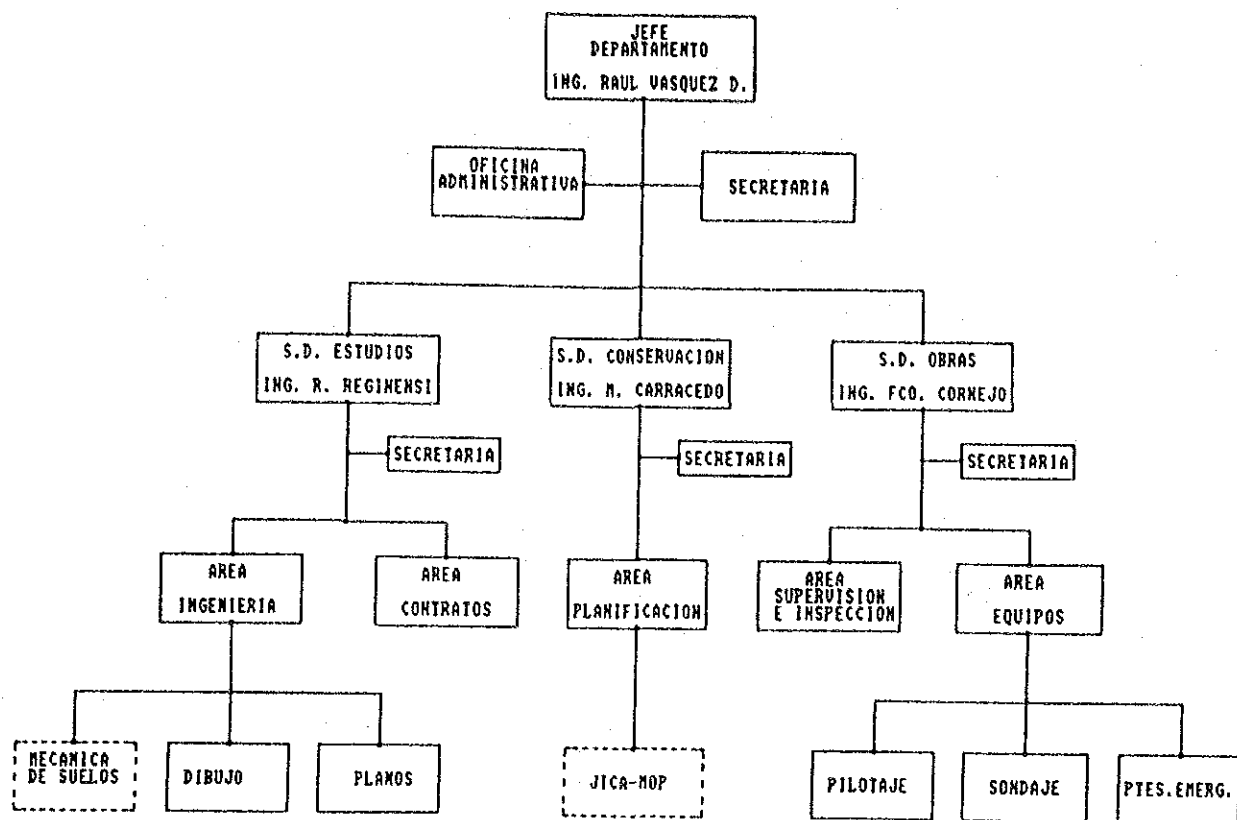 JEFE
DEPARTAMENTO
ING. RAUL VASQUEZ D.
OFICINA
ADMINISTRATIVA
SECRETARIA
S.D. ESTUDIOS
ING. R. REGIMENSI
S.D. CONSERVACION
ING. M. CARRACEDO
S.D. OBRAS
ING. FCO. CORNEJO
SECRETARIA
SECRETARIA
SECRETARIA
AREA
INGENIERIA
AREA
CONTRATOS
AREA
PLANIFICACION
AREA
SUPERVISION
E INSPECCION
AREA
EQUIPOS
MECANICA
DE SUELOS
DIBUJO
PLANOS
JICA-MOP
PILOTAJE
SONDAJE
PTES.EMERG.